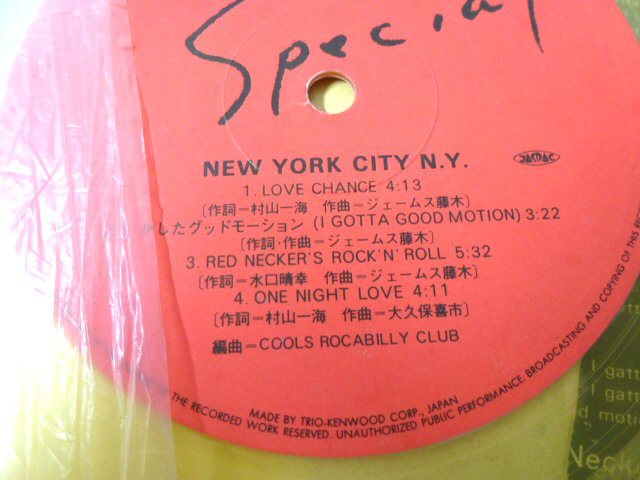 Special
NEW YORK CITY N.Y.
JASRAC
1. LOVE CHANCE 4:13
〔作詞＝村山一海 作曲＝ジェームス藤木〕
したグッドモーション (I GOTTA GOOD MOTION) 3:22
〔作詞・作曲＝ジェームス藤木〕
3. RED NECKER'S ROCK'N' ROLL 5:32
〔作詞＝水口晴幸 作曲＝ジェームス藤木〕
4. ONE NIGHT LOVE 4:11
〔作詞＝村山一海 作曲＝大久保喜市〕
編曲＝COOLS ROCABILLY CLUB
MADE BY TRIO-KENWOOD CORP., JAPAN
THE RECORDED WORK RESERVED. UNAUTHORIZED PUBLIC PERFORMANCE, BROADCASTING AND COPYING OF THIS RE
I gatt
I gatt
d motio
Neck